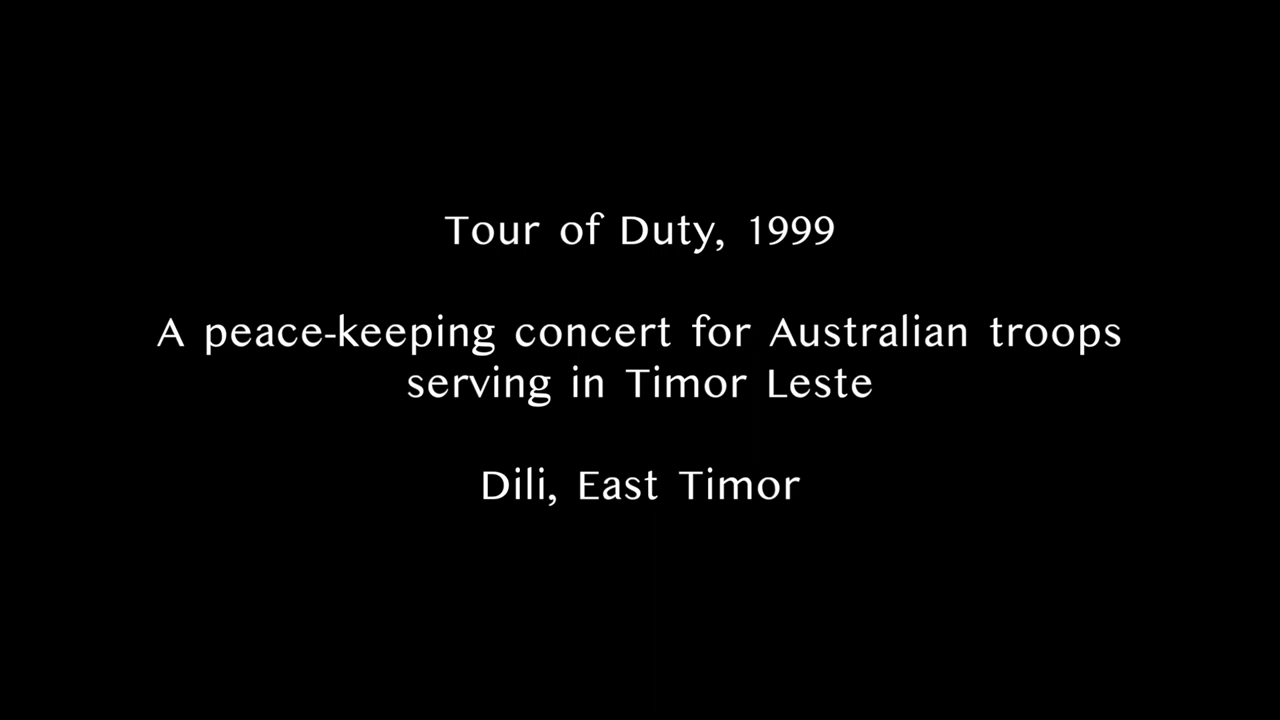 Tour of Duty, 1999
A peace-keeping concert for Australian troops
serving in Timor Leste
Dili, East Timor